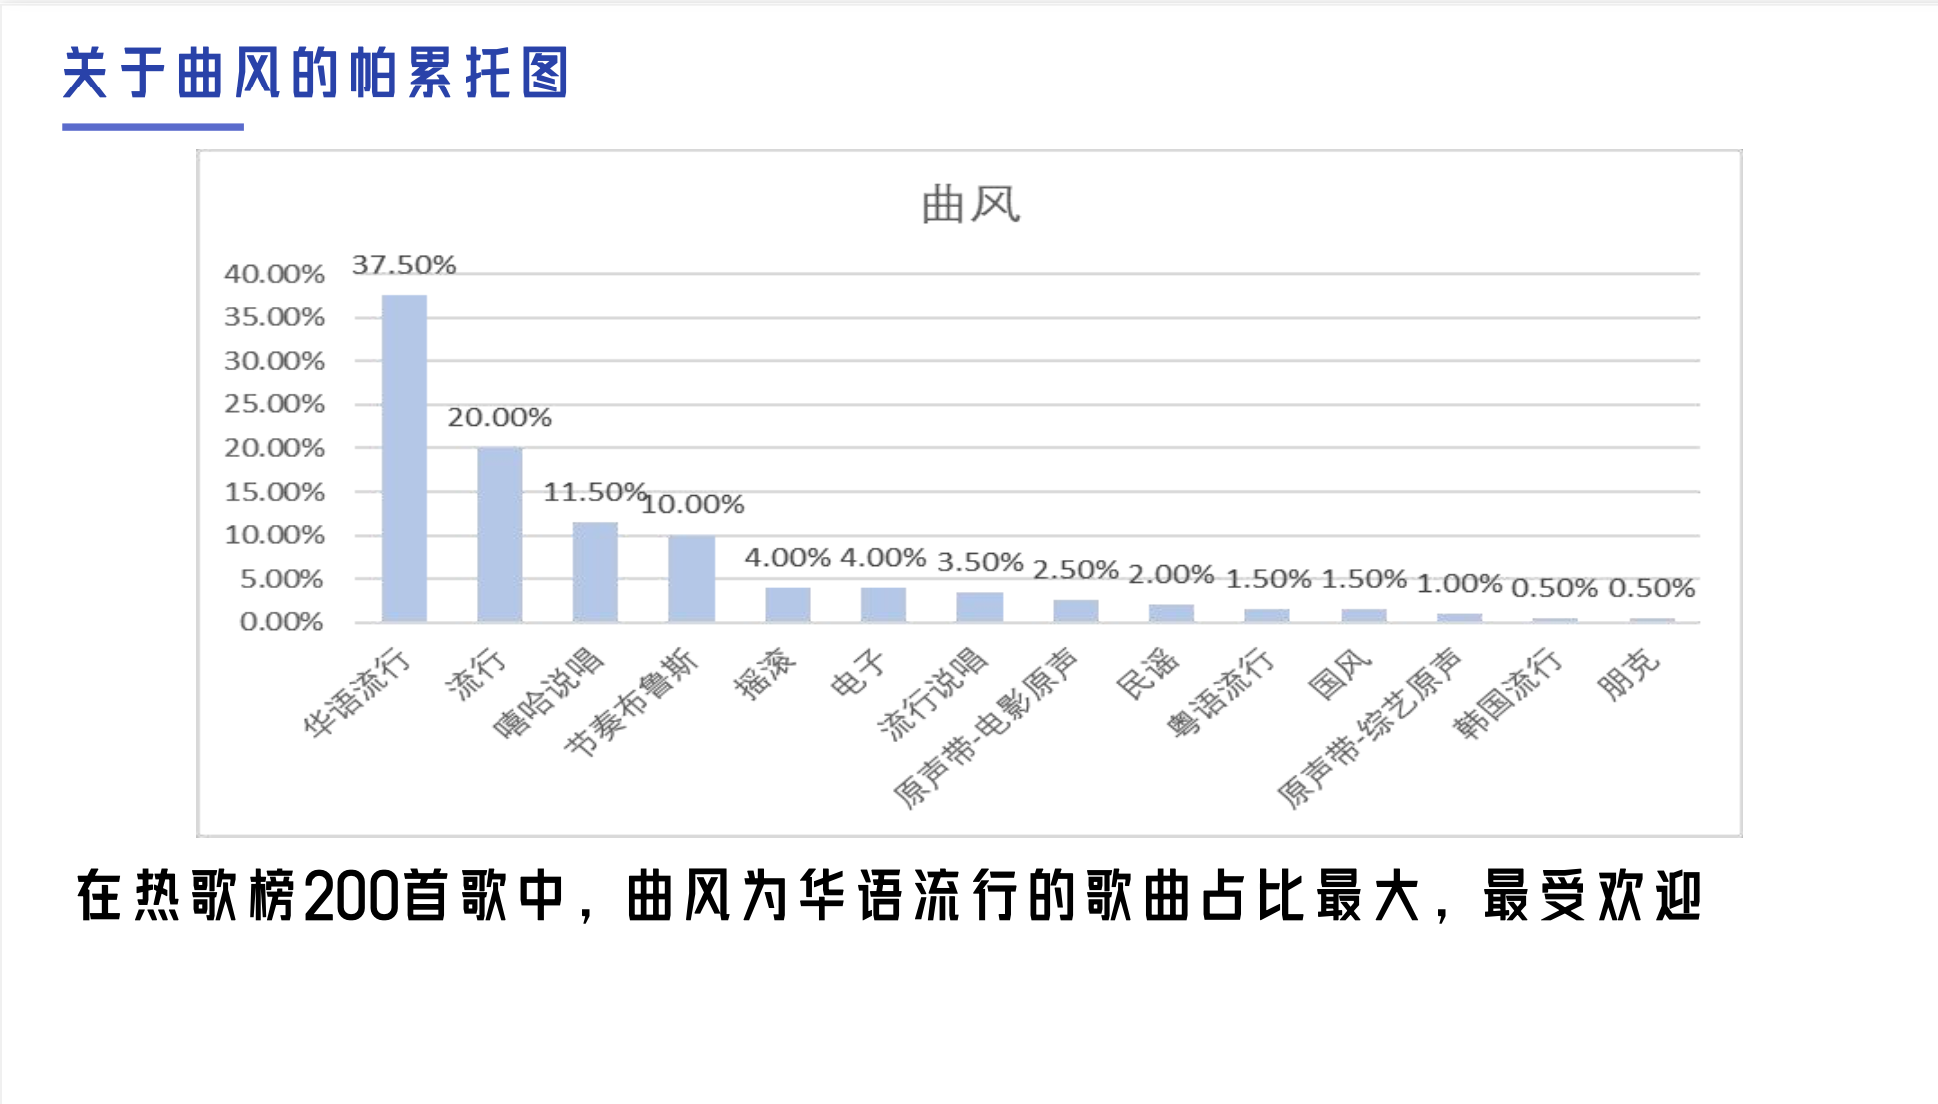 关于曲风的帕累托图
曲风
37.50%
40.00%
35.00%
30.00%
25.00%
20.00%
20.00%
15.00%
11.50%
10.00%
10.00%
4.00% 4.00% 3.50% 2.50% 2.00% 1.50% 1.50% 1.00% 0.50% 0.50%
5.00%
0.00%
华语流行
流行
嘻哈说唱
节奏布鲁斯
摇滚
电子
流行说唱
原声带-电影原声
民谣
粤语流行
国风
原声带-综艺原声
韩国流行
朋克
在热歌榜200首歌中，曲风为华语流行的歌曲占比最大，最受欢迎